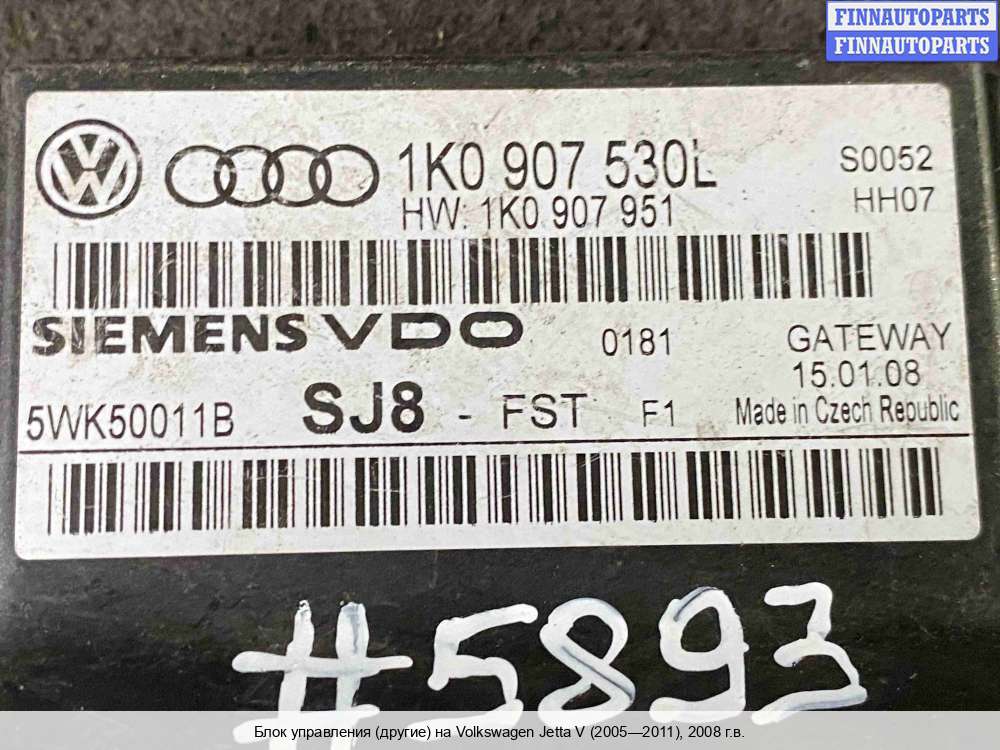 FINNAUTOPARTS
FINNAUTOPARTS
1K0 907 530L
S0052
HW: 1K0 907 951
HH07
SIEMENS VDO
0181
GATEWAY
15.01.08
5WK50011B
SJ8 - FST F1
Made in Czech Republic
#5893
Блок управления (другие) на Volkswagen Jetta V (2005—2011), 2008 г.в.